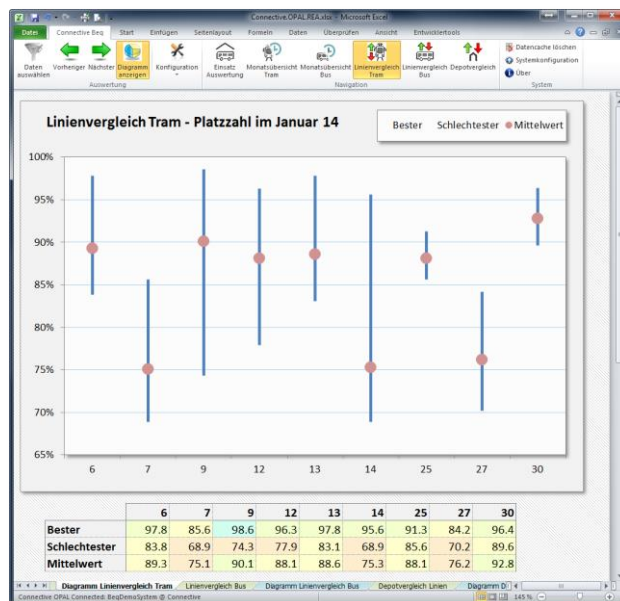 Connective.OPAL.REA.xlsx - Microsoft Excel
Datei Connective Beq Start Einfügen Seitenlayout Formeln Daten Überprüfen Ansicht Entwicklertools
Daten auswählen Vorheriger Nächster Diagramm anzeigen Konfiguration Einsatz Auswertung Monatsübersicht Tram Monatsübersicht Bus Linienvergleich Tram Linienvergleich Bus Depotvergleich
Datencache löschen
Systemkonfiguration
Über
Auswertung Navigation System
Linienvergleich Tram - Platzzahl im Januar 14
Bester Schlechtester Mittelwert
100%
95%
90%
85%
80%
75%
70%
65%
6 7 9 12 13 14 25 27 30
6 7 9 12 13 14 25 27 30
Bester 97.8 85.6 98.6 96.3 97.8 95.6 91.3 84.2 96.4
Schlechtester 83.8 68.9 74.3 77.9 83.1 68.9 85.6 70.2 89.6
Mittelwert 89.3 75.1 90.1 88.1 88.6 75.3 88.1 76.2 92.8
Diagramm Linienvergleich Tram Linienvergleich Bus Diagramm Linienvergleich Bus Depotvergleich Linien Diagramm D
Connective OPAL Connected: BeqDemoSystem @ Connective 145 %